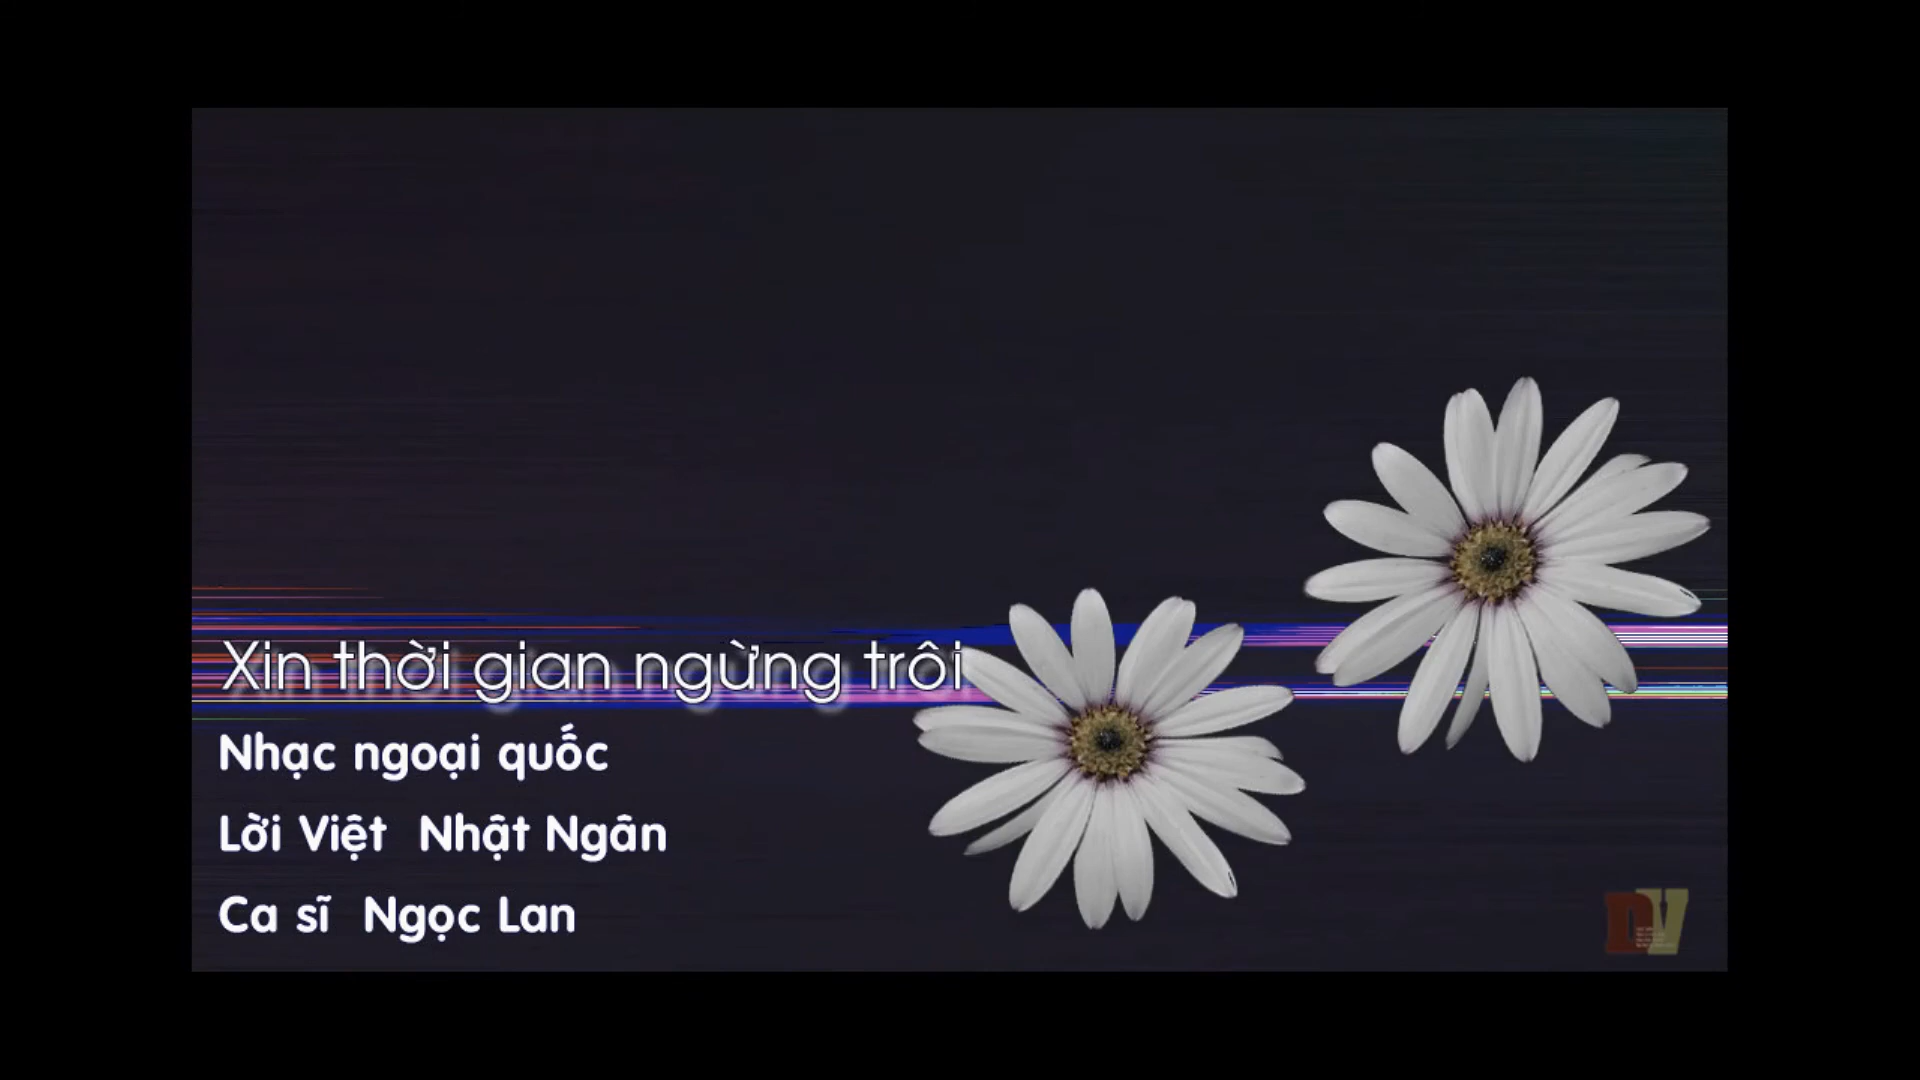 Xin thời gian ngừng trôi
Nhạc ngoại quốc
Lời Việt  Nhật Ngân
Ca sĩ  Ngọc Lan